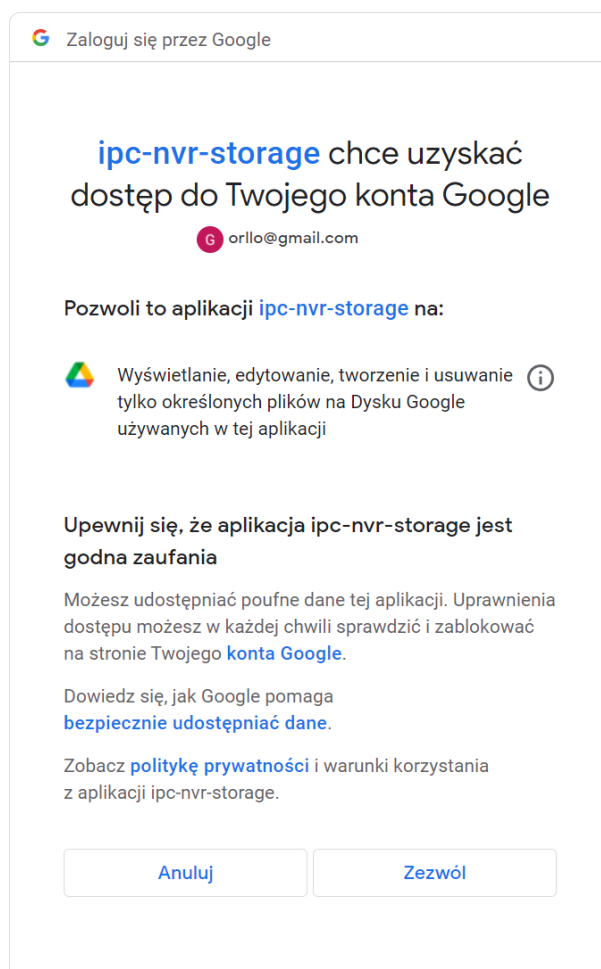 Zaloguj się przez Google
ipc-nvr-storage chce uzyskać
dostęp do Twojego konta Google
G orllo@gmail.com
Pozwoli to aplikacji ipc-nvr-storage na:
Wyświetlanie, edytowanie, tworzenie i usuwanie
tylko określonych plików na Dysku Google
używanych w tej aplikacji
Upewnij się, że aplikacja ipc-nvr-storage jest
godna zaufania
Możesz udostępniać poufne dane tej aplikacji. Uprawnienia
dostępu możesz w każdej chwili sprawdzić i zablokować
na stronie Twojego konta Google.
Dowiedz się, jak Google pomaga
bezpiecznie udostępniać dane.
Zobacz politykę prywatności i warunki korzystania
z aplikacji ipc-nvr-storage.
Anuluj
Zezwól